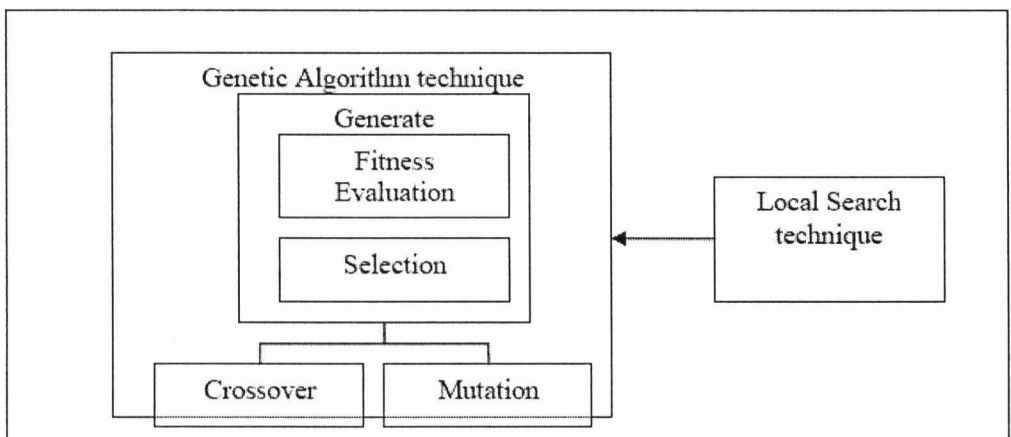 Genetic Algorithm technique
Generate
Fitness
Evaluation
Selection
Crossover
Mutation
Local Search
technique